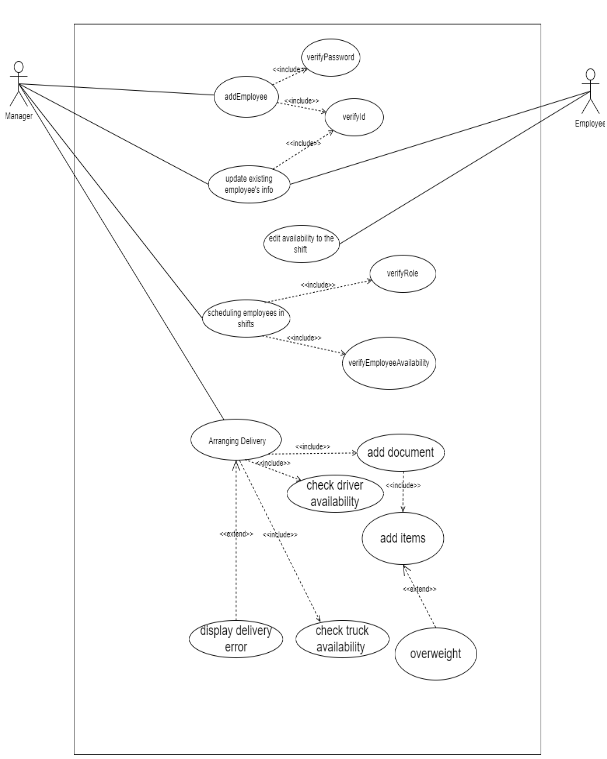 verifyPassword
<<include>>
addEmployee
<<include>>
verifyId
Manager
Employee
<<include>>
update existing
employee's info
edit availability to the
shift
verifyRole
<<include>>
scheduling employees in
shifts
<<include>>
verifyEmployeeAvailability
Arranging Delivery
<<include>>
add document
<<include>>
check driver
availability
<<include>>
add items
<<extend>>
<<include>>
<<extend>>
display delivery
error
check truck
availability
overweight